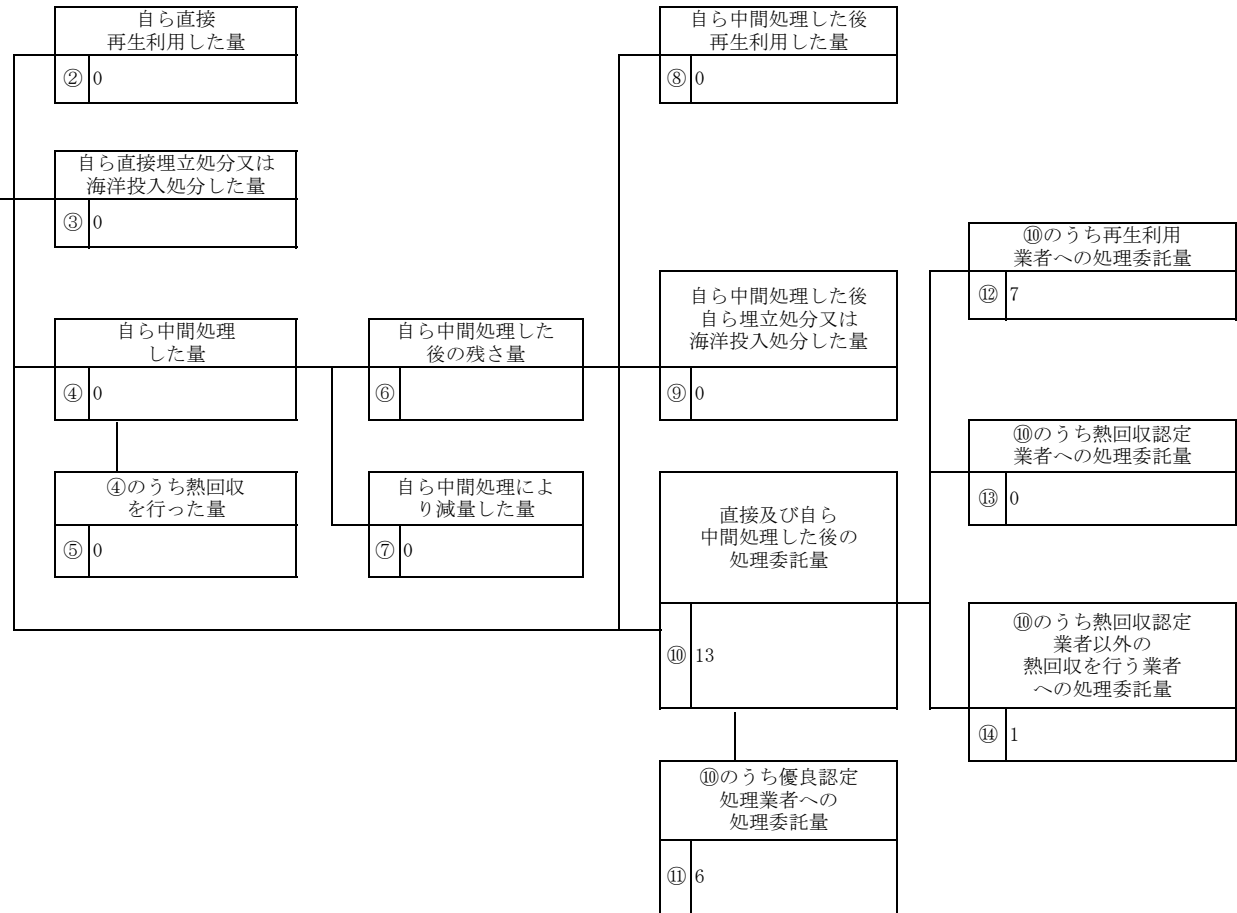 自ら直接
再生利用した量
② 0
自ら直接埋立処分又は
海洋投入処分した量
③ 0
自ら中間処理
した量
④ 0
④のうち熱回収
を行った量
⑤ 0
自ら中間処理した
後の残さ量
⑥
自ら中間処理によ
り減量した量
⑦ 0
自ら中間処理した後
再生利用した量
⑧ 0
自ら中間処理した後
自ら埋立処分又は
海洋投入処分した量
⑨ 0
直接及び自ら
中間処理した後の
処理委託量
⑩ 13
⑩のうち優良認定
処理業者への
処理委託量
⑪ 6
⑩のうち再生利用
業者への処理委託量
⑫ 7
⑩のうち熱回収認定
業者への処理委託量
⑬ 0
⑩のうち熱回収認定
業者以外の
熱回収を行う業者
への処理委託量
⑭ 1